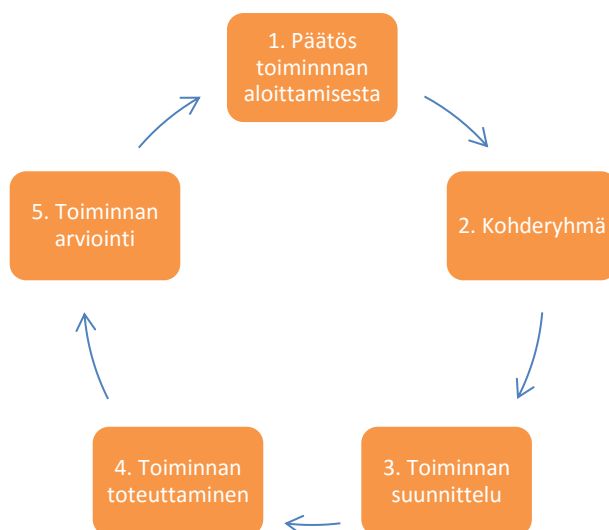 1. Päätös
toiminnnan
aloittamisesta
2. Kohderyhmä
3. Toiminnan
suunnittelu
4. Toiminnan
toteuttaminen
5. Toiminnan
arviointi